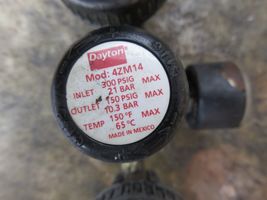 Dayton
Mod: 4ZM14
300 PSIG MAX
INLET 21 BAR
150 PSIG MAX
OUTLET 10.3 BAR
150 °F MAX
TEMP 65 °C
MADE IN MEXICO